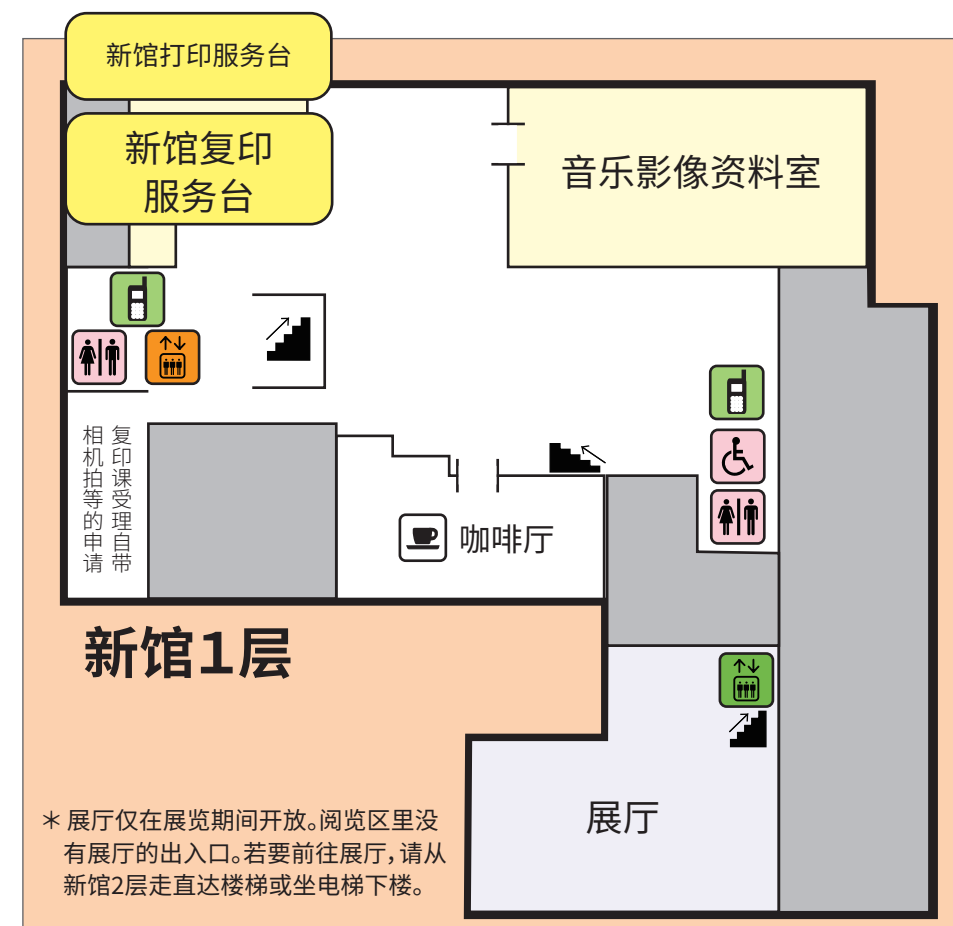 新馆打印服务台
新馆复印
服务台
音乐影像资料室
复印课受理自带
相机拍等的申请
咖啡厅
新馆1层
展厅
＊展厅仅在展览期间开放。阅览区里没
有展厅的出入口。若要前往展厅，请从
新馆2层走直达楼梯或坐电梯下楼。